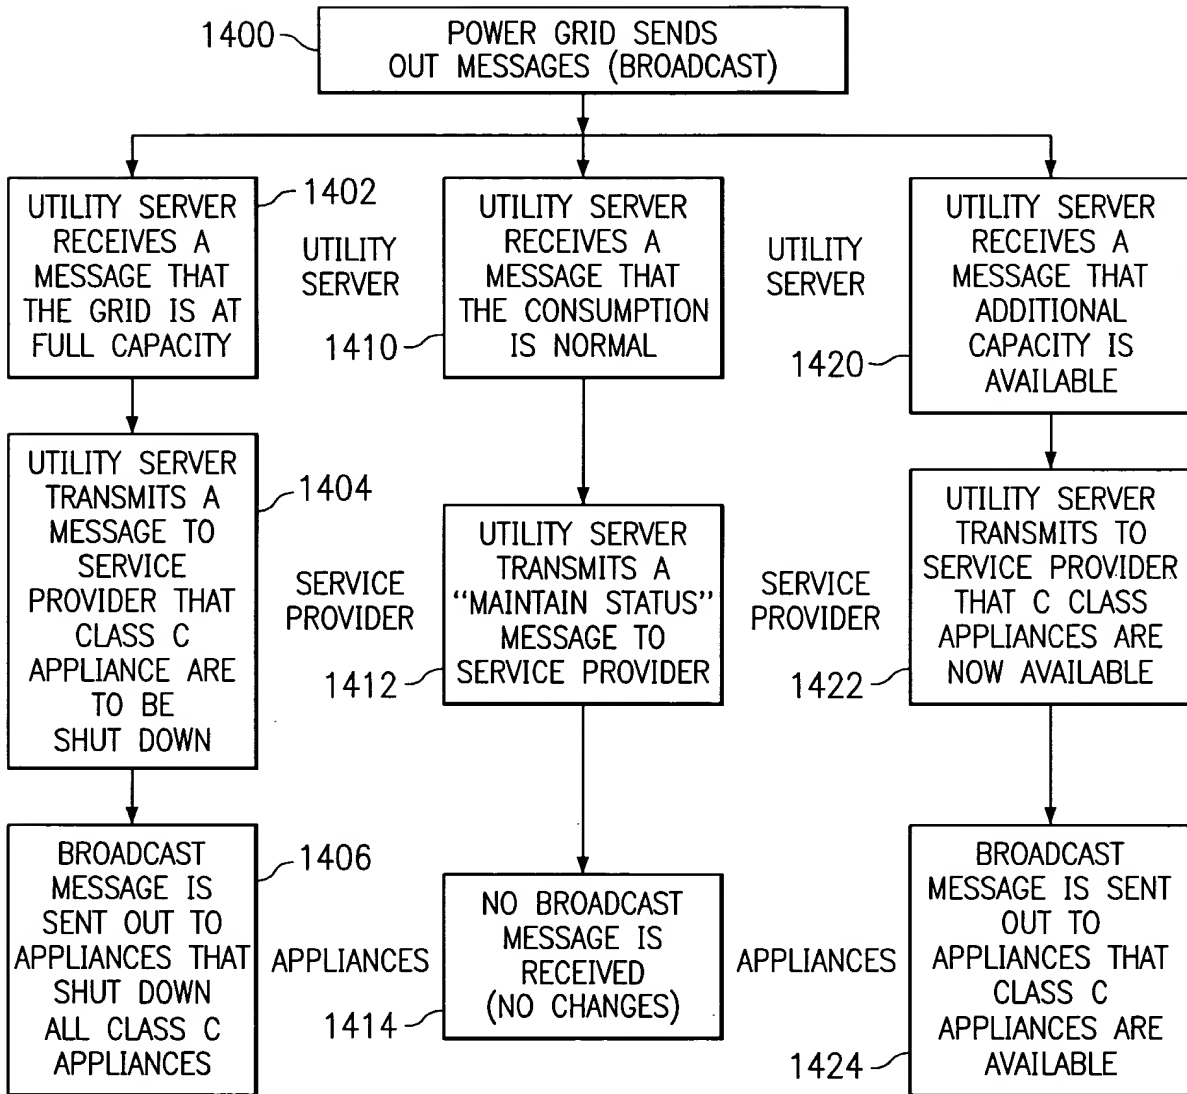 1400
POWER GRID SENDS
OUT MESSAGES (BROADCAST)
UTILITY SERVER
RECEIVES A
MESSAGE THAT
THE GRID IS AT
FULL CAPACITY
1402
UTILITY
SERVER
UTILITY SERVER
RECEIVES A
MESSAGE THAT
THE CONSUMPTION
IS NORMAL
1410
UTILITY
SERVER
UTILITY SERVER
RECEIVES A
MESSAGE THAT
ADDITIONAL
CAPACITY IS
AVAILABLE
1420
UTILITY SERVER
TRANSMITS A
MESSAGE TO
SERVICE
PROVIDER THAT
CLASS C
APPLIANCE ARE
TO BE
SHUT DOWN
1404
SERVICE
PROVIDER
UTILITY SERVER
TRANSMITS A
“MAINTAIN STATUS”
MESSAGE TO
SERVICE PROVIDER
1412
SERVICE
PROVIDER
UTILITY SERVER
TRANSMITS TO
SERVICE PROVIDER
THAT C CLASS
APPLIANCES ARE
NOW AVAILABLE
1422
BROADCAST
MESSAGE IS
SENT OUT TO
APPLIANCES THAT
SHUT DOWN
ALL CLASS C
APPLIANCES
1406
APPLIANCES
NO BROADCAST
MESSAGE IS
RECEIVED
(NO CHANGES)
1414
APPLIANCES
BROADCAST
MESSAGE IS SENT
OUT TO
APPLIANCES THAT
CLASS C
APPLIANCES ARE
AVAILABLE
1424